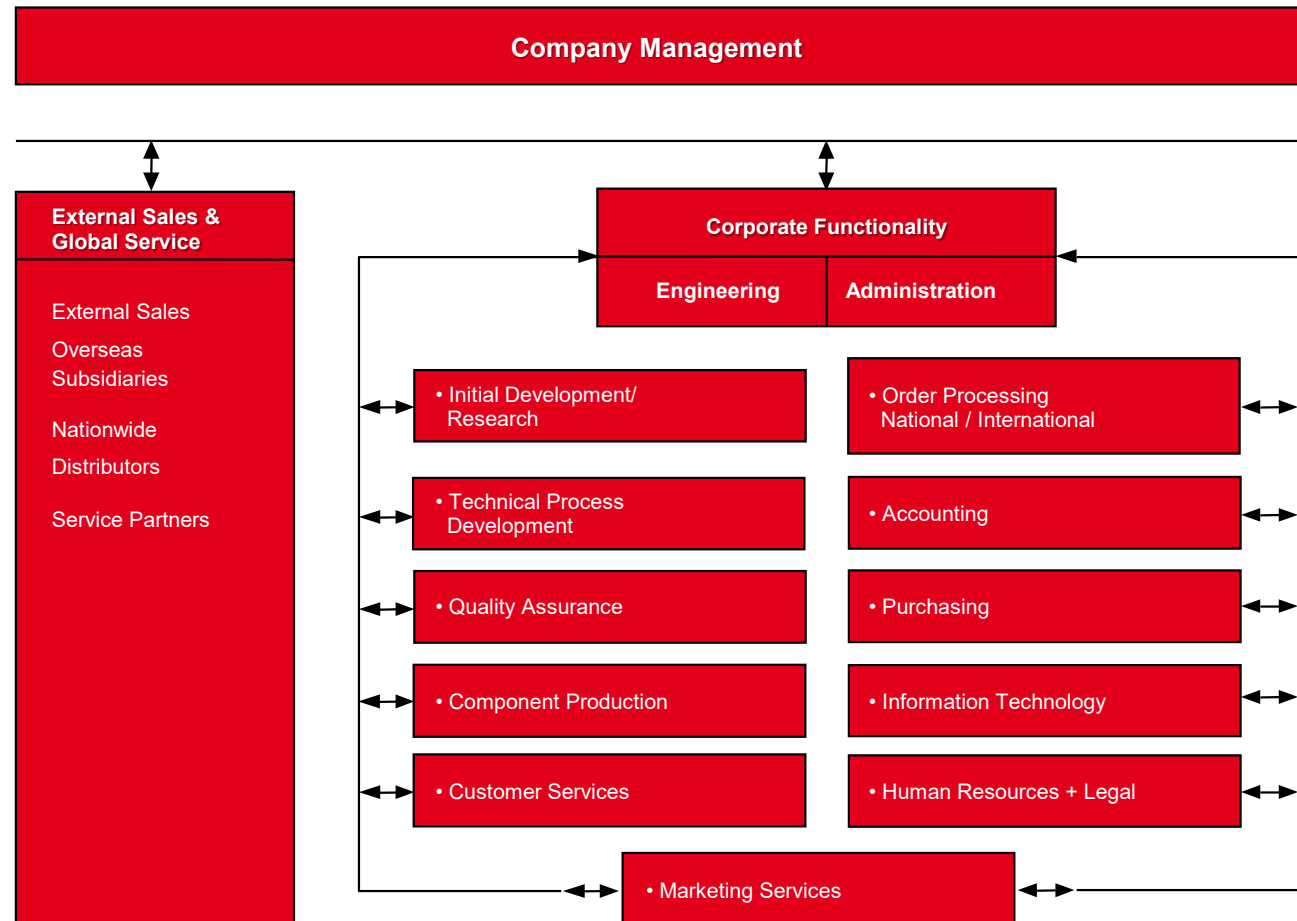 Company Management
External Sales &
Global Service
External Sales
Overseas
Subsidiaries
Nationwide
Distributors
Service Partners
Corporate Functionality
Engineering
Administration
• Initial Development/
Research
• Technical Process
Development
• Quality Assurance
• Component Production
• Customer Services
• Order Processing
National / International
• Accounting
• Purchasing
• Information Technology
• Human Resources + Legal
• Marketing Services